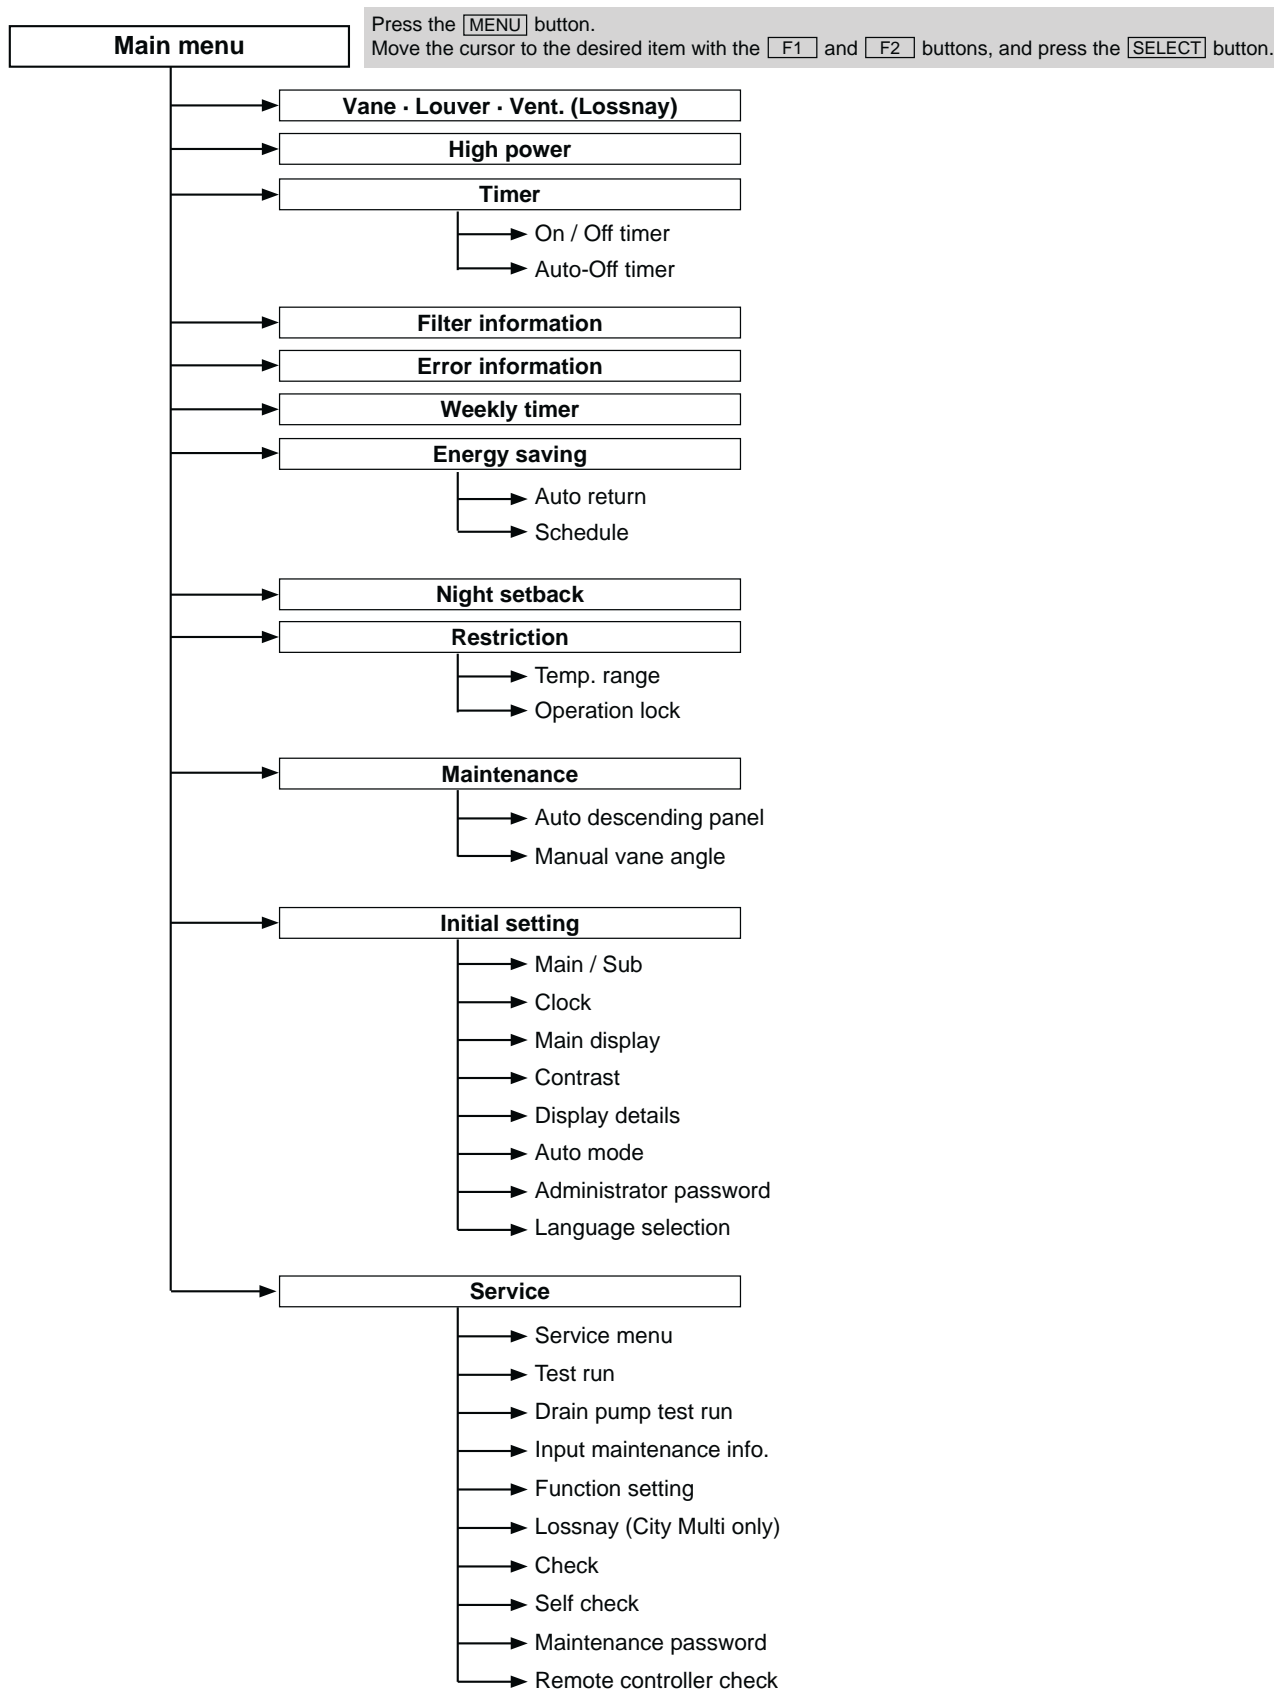 Main menu
Press the MENU button.
Move the cursor to the desired item with the F1 and F2 buttons, and press the SELECT button.
Vane · Louver · Vent. (Lossnay)
High power
Timer
On / Off timer
Auto-Off timer
Filter information
Error information
Weekly timer
Energy saving
Auto return
Schedule
Night setback
Restriction
Temp. range
Operation lock
Maintenance
Auto descending panel
Manual vane angle
Initial setting
Main / Sub
Clock
Main display
Contrast
Display details
Auto mode
Administrator password
Language selection
Service
Service menu
Test run
Drain pump test run
Input maintenance info.
Function setting
Lossnay (City Multi only)
Check
Self check
Maintenance password
Remote controller check